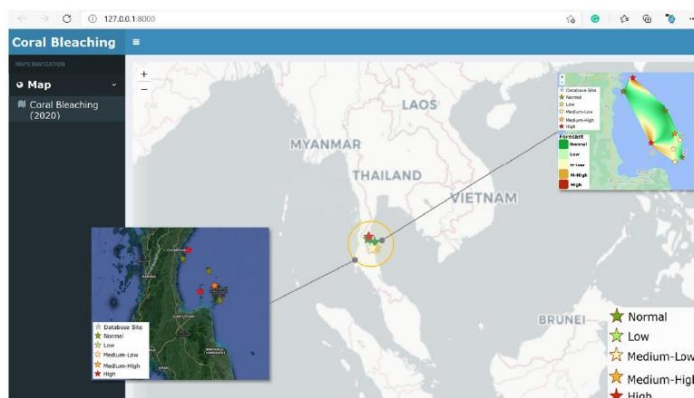 127.0.0.1:8000
Coral Bleaching
MAPS NAVIGATION
Map
Coral Bleaching
(2020)
+
−
LAOS
MYANMAR
THAILAND
VIETNAM
BRUNEI
Database Site
Normal
Low
Medium-Low
Medium-High
High
Forecast
Normal
Low
M-Low
M-High
High
Database Site
Normal
Low
Medium-Low
Medium-High
High
Normal
Low
Medium-Low
Medium-High
High